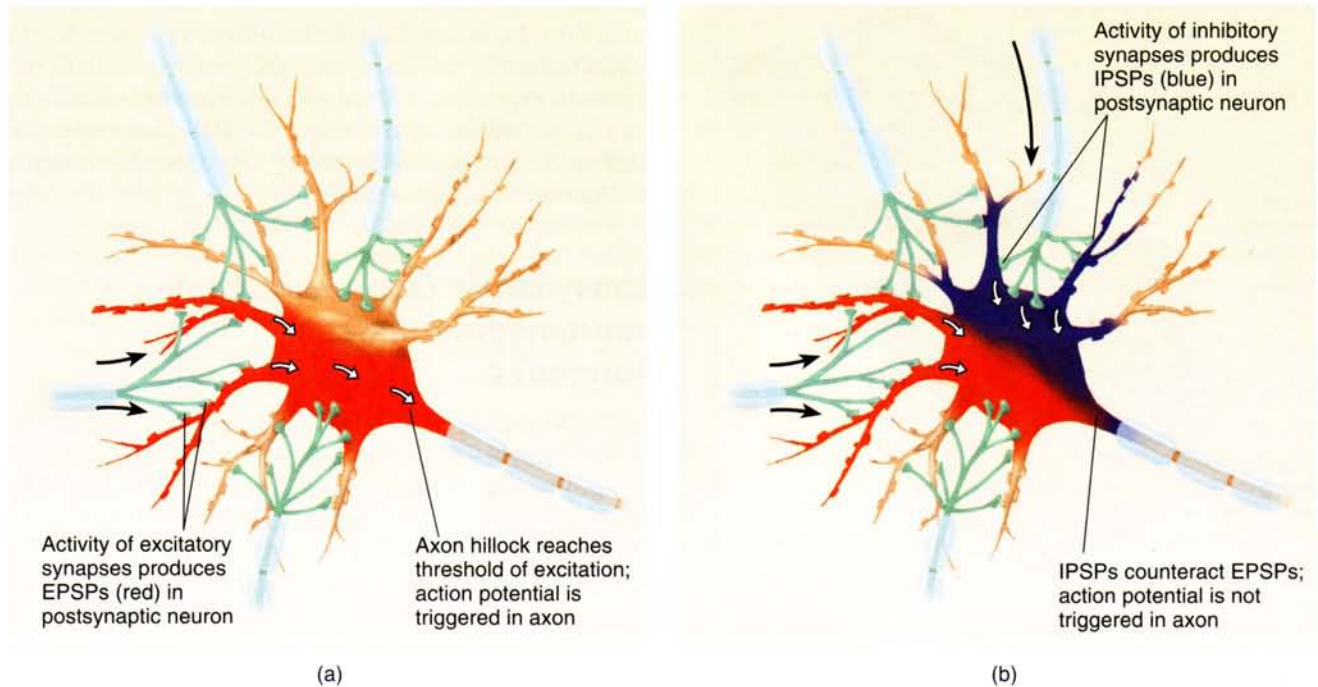 Activity of inhibitory
synapses produces
IPSPs (blue) in
postsynaptic neuron
Activity of excitatory
synapses produces
EPSPs (red) in
postsynaptic neuron
Axon hillock reaches
threshold of excitation;
action potential is
triggered in axon
IPSPs counteract EPSPs;
action potential is not
triggered in axon
(a)
(b)